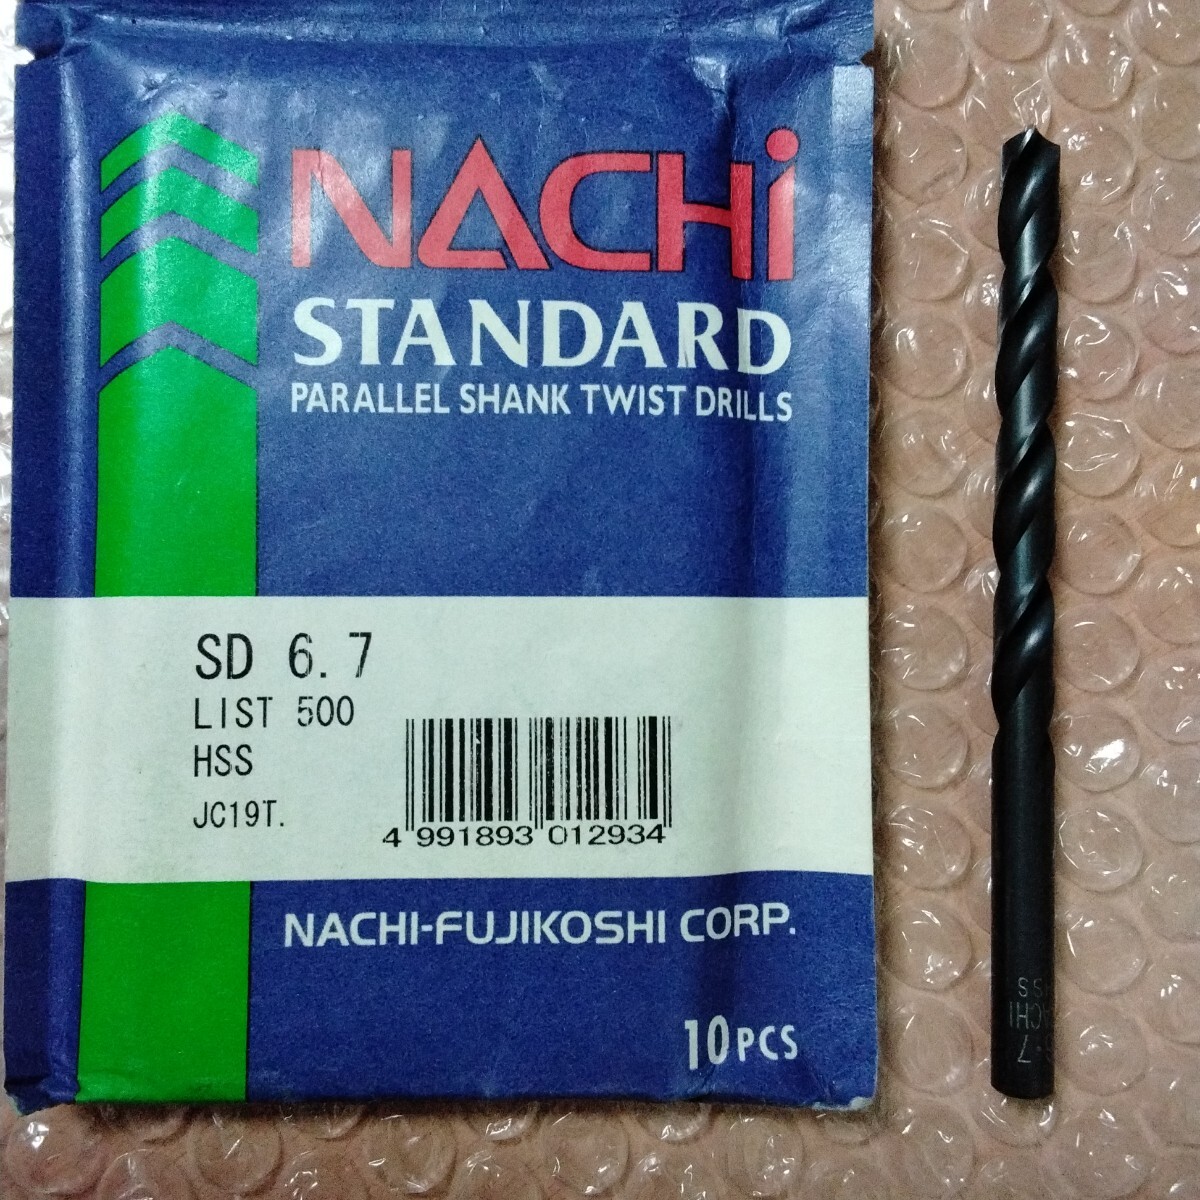 NACHi
STANDARD
PARALLEL SHANK TWIST DRILLS
SD 6.7
LIST 500
HSS
JC19T.
4 991893 012934
NACHI-FUJIKOSHI CORP.
10PCS